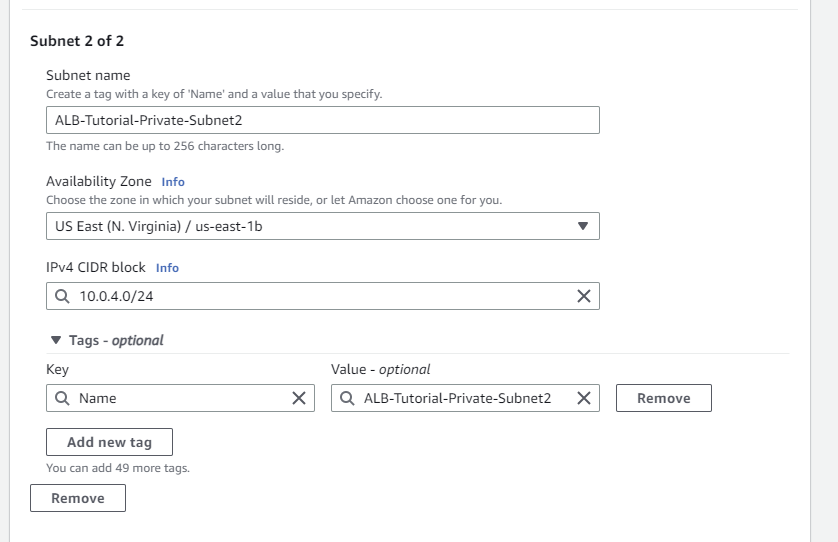 Subnet 2 of 2
Subnet name
Create a tag with a key of 'Name' and a value that you specify.
ALB-Tutorial-Private-Subnet2
The name can be up to 256 characters long.
Availability Zone Info
Choose the zone in which your subnet will reside, or let Amazon choose one for you.
US East (N. Virginia) / us-east-1b
IPv4 CIDR block Info
10.0.4.0/24
Tags - optional
Key Value - optional
Name ALB-Tutorial-Private-Subnet2 Remove
Add new tag
You can add 49 more tags.
Remove